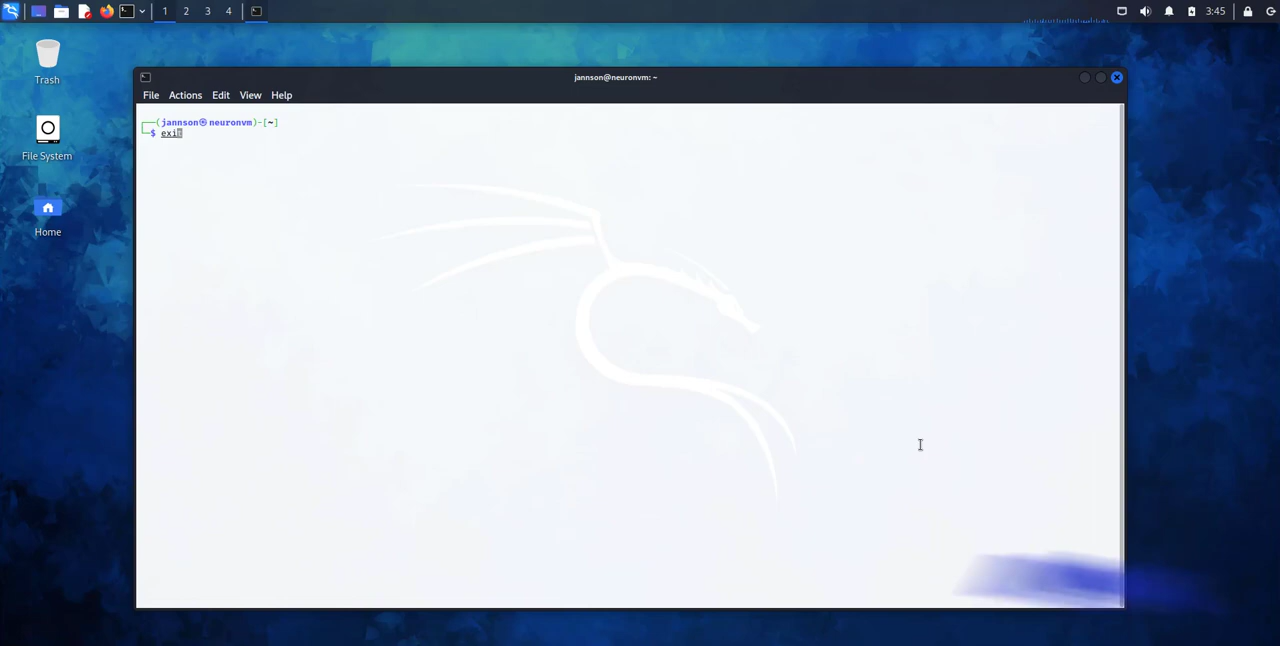 1 2 3 4
3:45
Trash
File System
Home
jannson@neuronvm: ~
File Actions Edit View Help
┌──(jannson㉿neuronvm)-[~]
└─$ exit